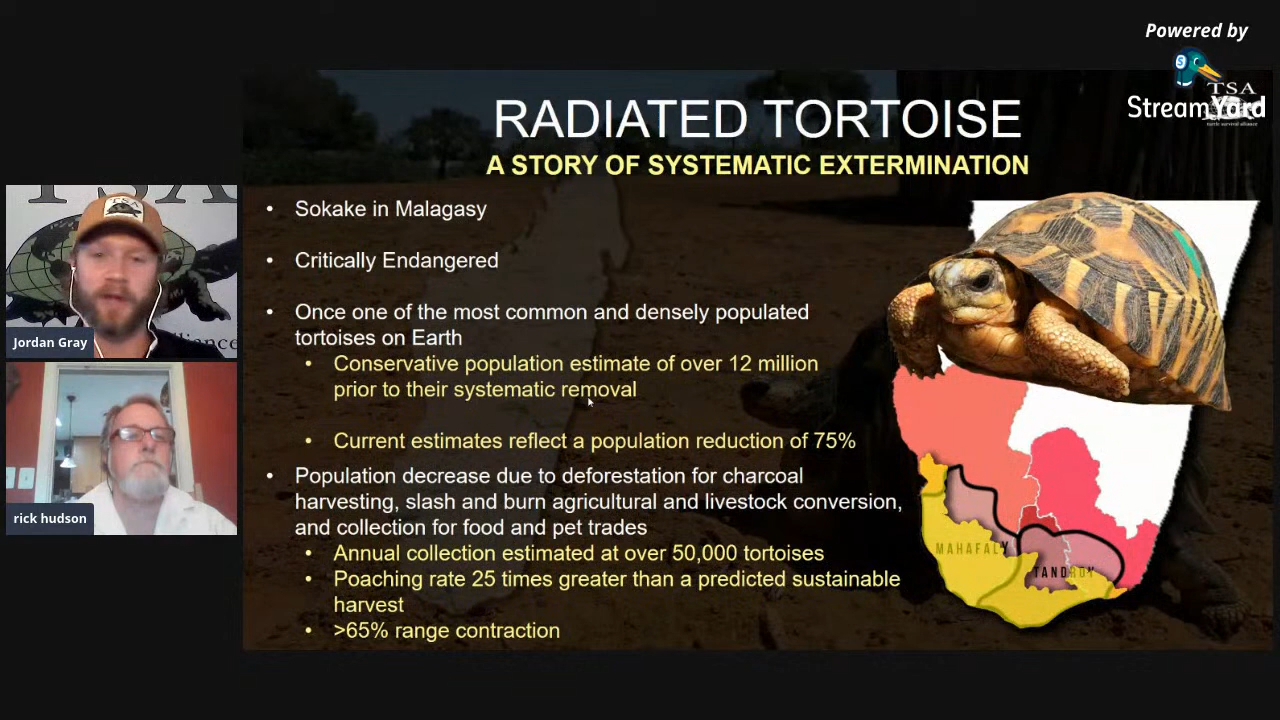 Powered by
StreamYard
TSA
RADIATED TORTOISE
A STORY OF SYSTEMATIC EXTERMINATION
• Sokake in Malagasy
• Critically Endangered
• Once one of the most common and densely populated
tortoises on Earth
• Conservative population estimate of over 12 million
prior to their systematic removal
• Current estimates reflect a population reduction of 75%
• Population decrease due to deforestation for charcoal
harvesting, slash and burn agricultural and livestock conversion,
and collection for food and pet trades
• Annual collection estimated at over 50,000 tortoises
• Poaching rate 25 times greater than a predicted sustainable
harvest
• >65% range contraction
MAHAFALY
TANDROY
TSA
Jordan Gray
rick hudson